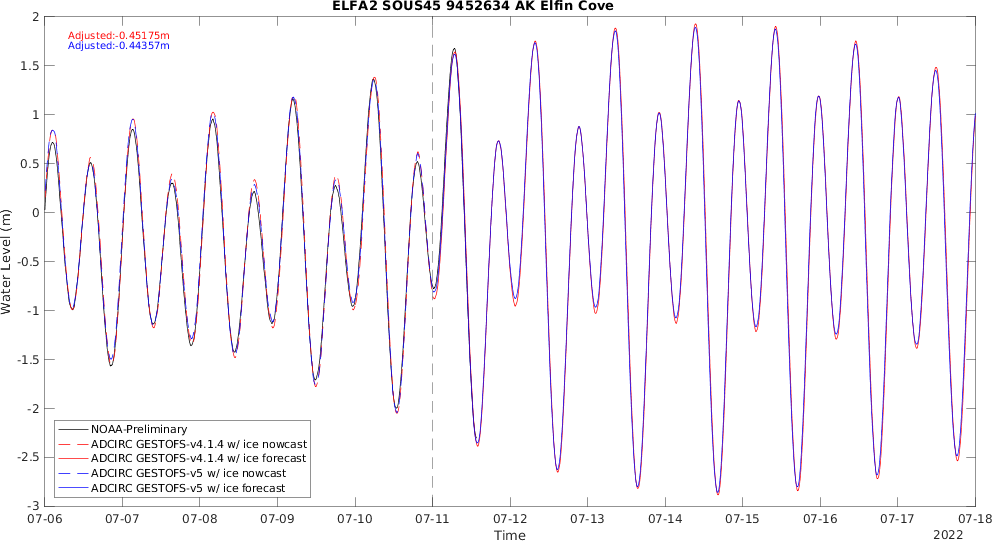 ELFA2 SOUS45 9452634 AK Elfin Cove
Adjusted:-0.45175m
Adjusted:-0.44357m
2
1.5
1
0.5
0
-0.5
-1
-1.5
-2
-2.5
-3
Water Level (m)
NOAA-Preliminary
ADCIRC GESTOFS-v4.1.4 w/ ice nowcast
ADCIRC GESTOFS-v4.1.4 w/ ice forecast
ADCIRC GESTOFS-v5 w/ ice nowcast
ADCIRC GESTOFS-v5 w/ ice forecast
07-06 07-07 07-08 07-09 07-10 07-11 07-12 07-13 07-14 07-15 07-16 07-17 07-18
Time
2022